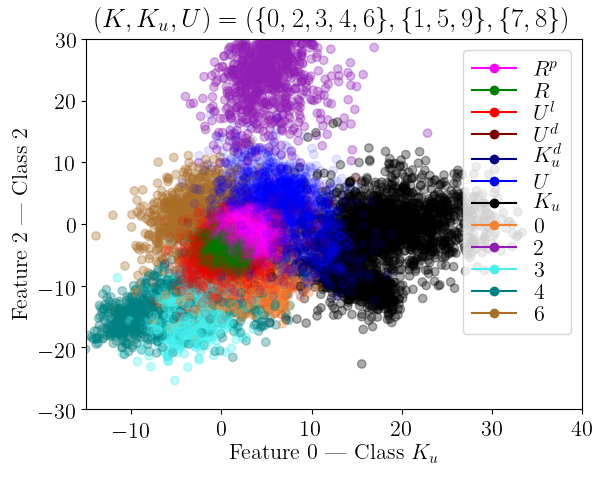 (K, K_u, U) = ({0, 2, 3, 4, 6}, {1, 5, 9}, {7, 8})
30
20
10
0
−10
−20
−30
Feature 2 — Class 2
−10
0
10
20
30
40
Feature 0 — Class K_u
R^p
R
U^l
U^d
K_u^d
U
K_u
0
2
3
4
6